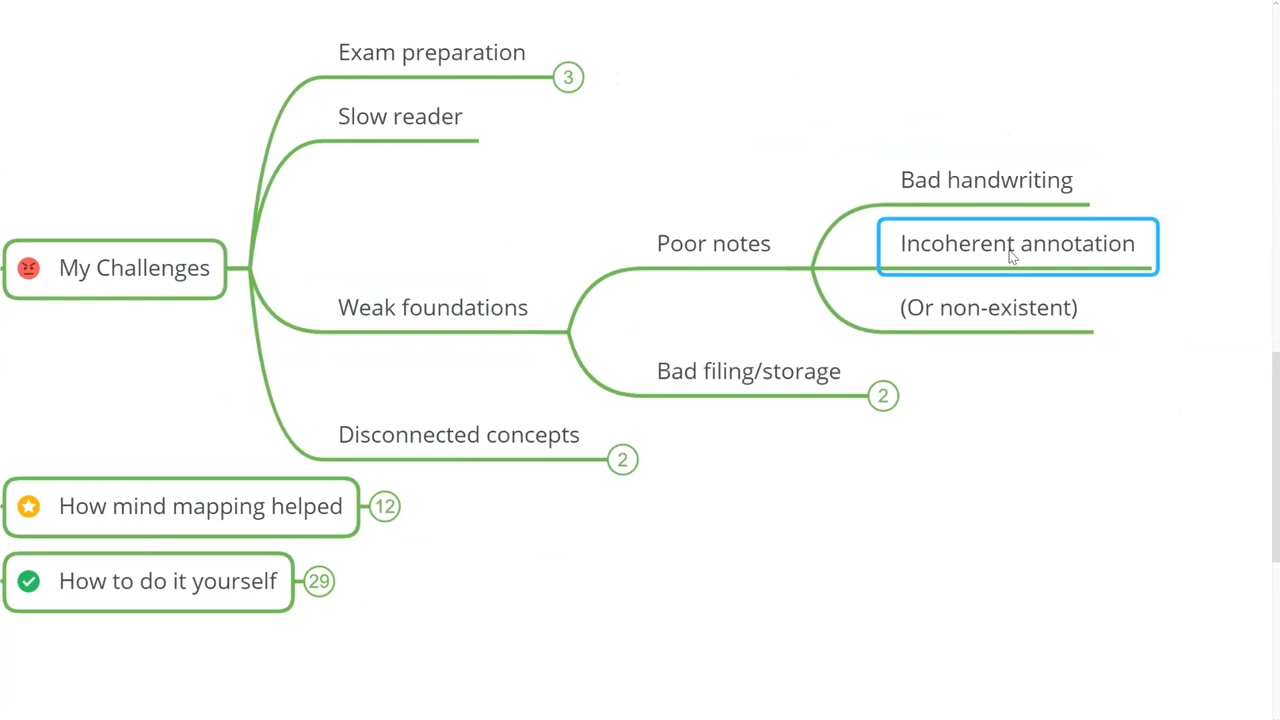 My Challenges
Exam preparation
3
Slow reader
Weak foundations
Poor notes
Bad handwriting
Incoherent annotation
(Or non-existent)
Bad filing/storage
2
Disconnected concepts
2
How mind mapping helped
12
How to do it yourself
29